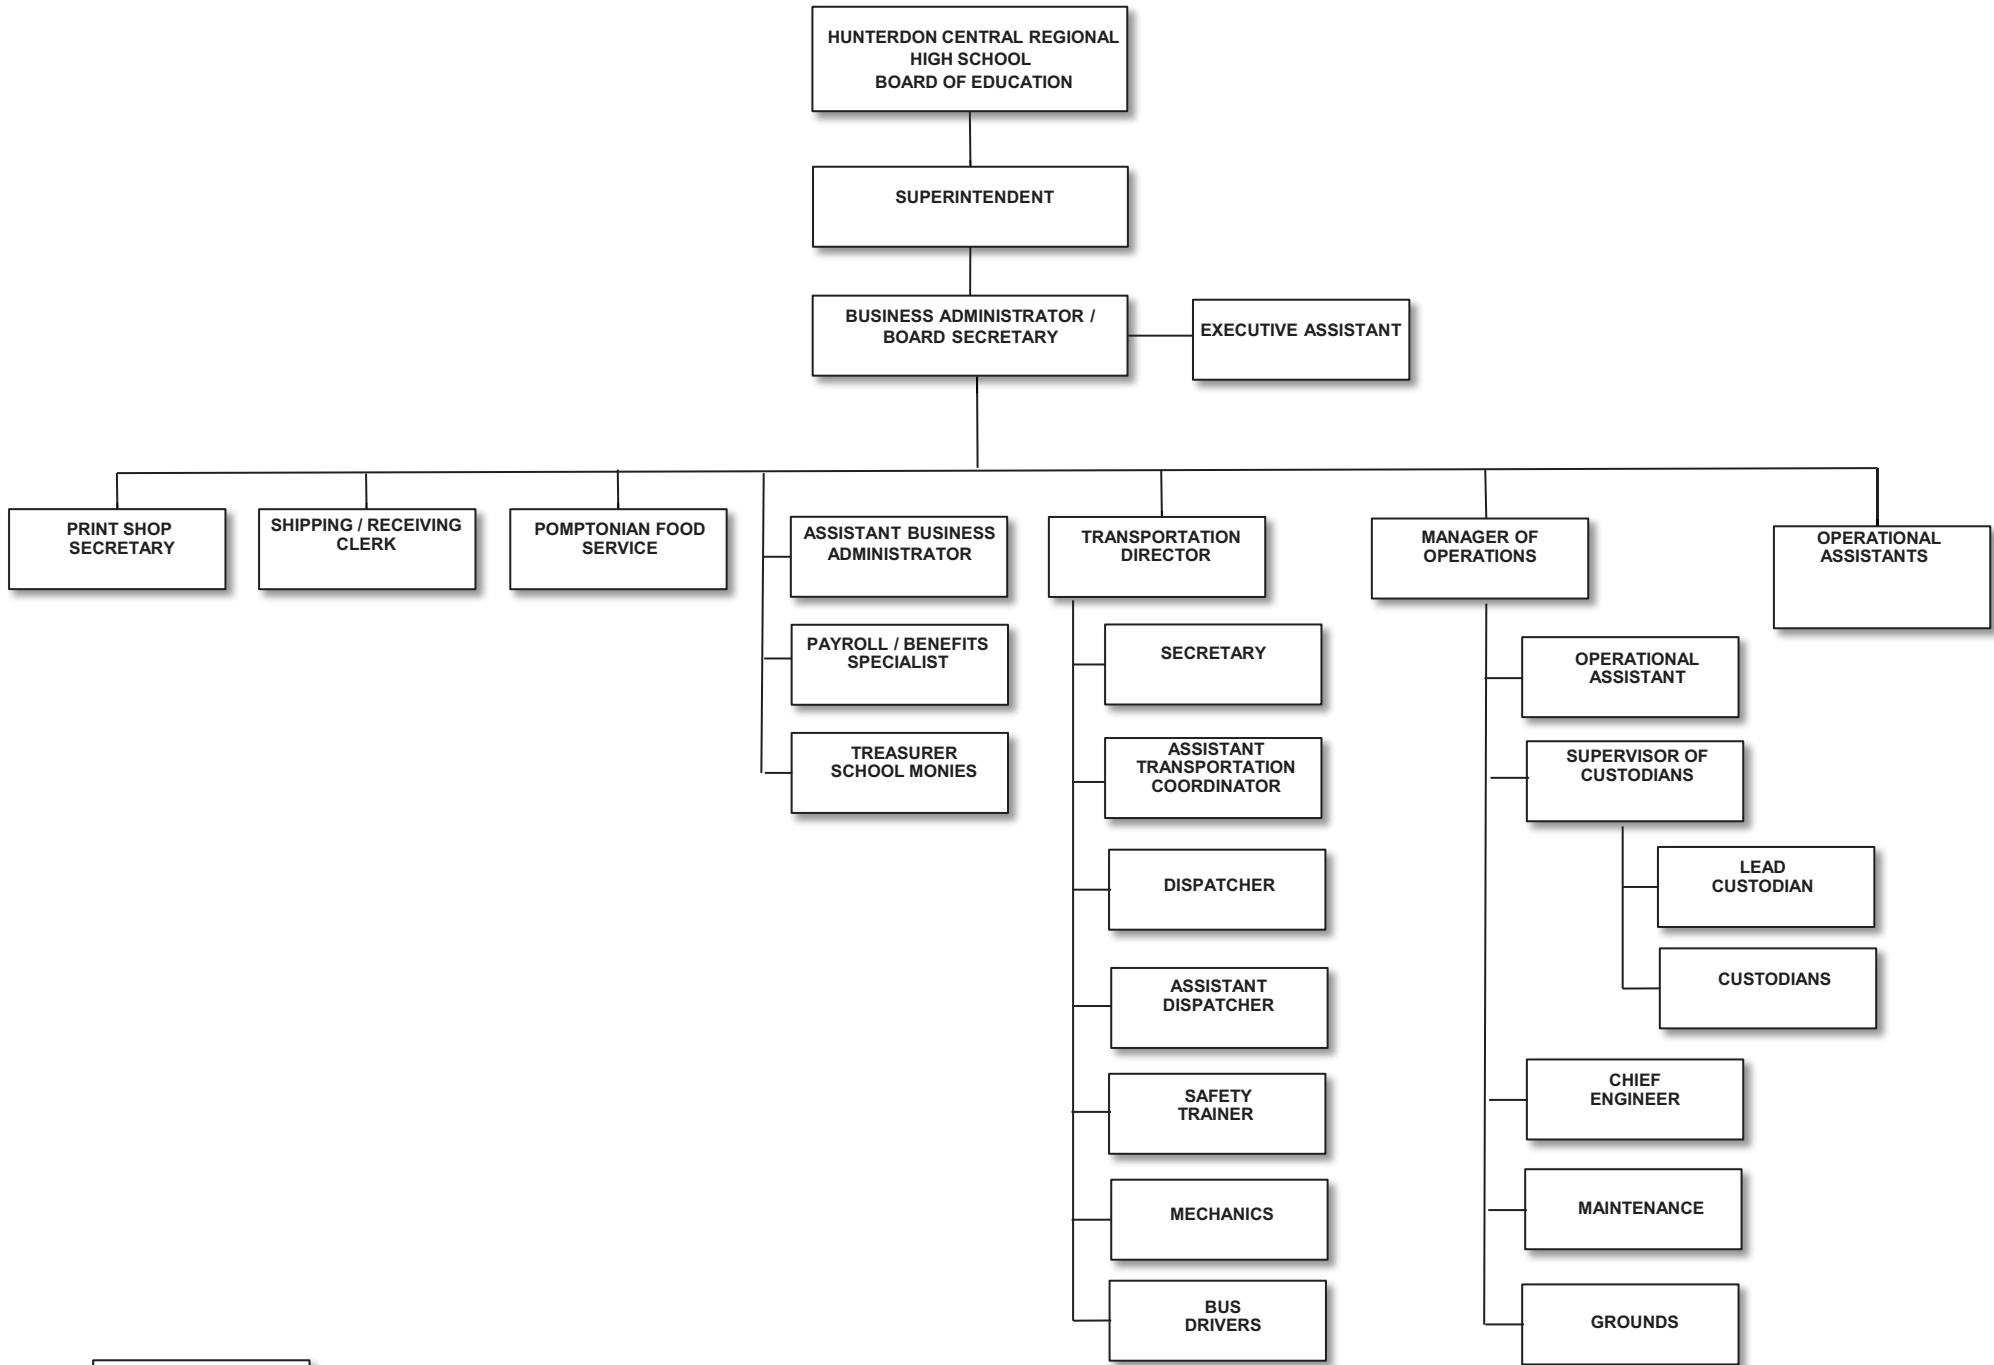 HUNTERDON CENTRAL REGIONAL
HIGH SCHOOL
BOARD OF EDUCATION
SUPERINTENDENT
BUSINESS ADMINISTRATOR /
BOARD SECRETARY
EXECUTIVE ASSISTANT
PRINT SHOP
SECRETARY
SHIPPING / RECEIVING
CLERK
POMPTONIAN FOOD
SERVICE
ASSISTANT BUSINESS
ADMINISTRATOR
PAYROLL / BENEFITS
SPECIALIST
TREASURER
SCHOOL MONIES
TRANSPORTATION
DIRECTOR
SECRETARY
ASSISTANT
TRANSPORTATION
COORDINATOR
DISPATCHER
ASSISTANT
DISPATCHER
SAFETY
TRAINER
MECHANICS
BUS
DRIVERS
MANAGER OF
OPERATIONS
OPERATIONAL
ASSISTANT
SUPERVISOR OF
CUSTODIANS
LEAD
CUSTODIAN
CUSTODIANS
CHIEF
ENGINEER
MAINTENANCE
GROUNDS
OPERATIONAL
ASSISTANTS